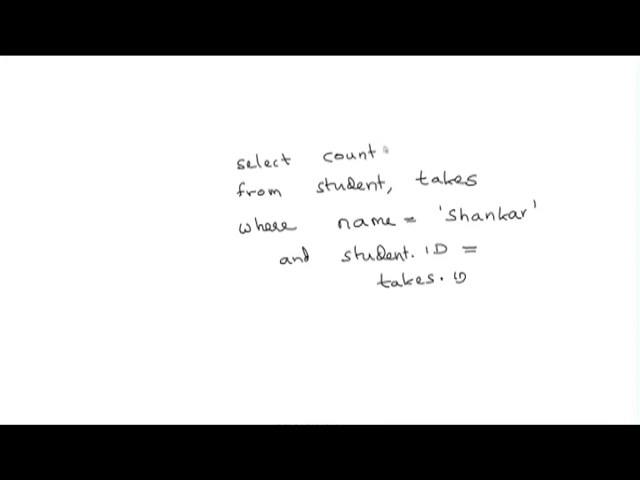 select count
from student, takes
where name = 'Shankar'
and student.ID =
takes.ID